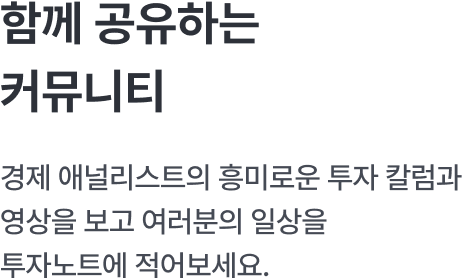 함께 공유하는
커뮤니티
경제 애널리스트의 흥미로운 투자 칼럼과
영상을 보고 여러분의 일상을
투자노트에 적어보세요.